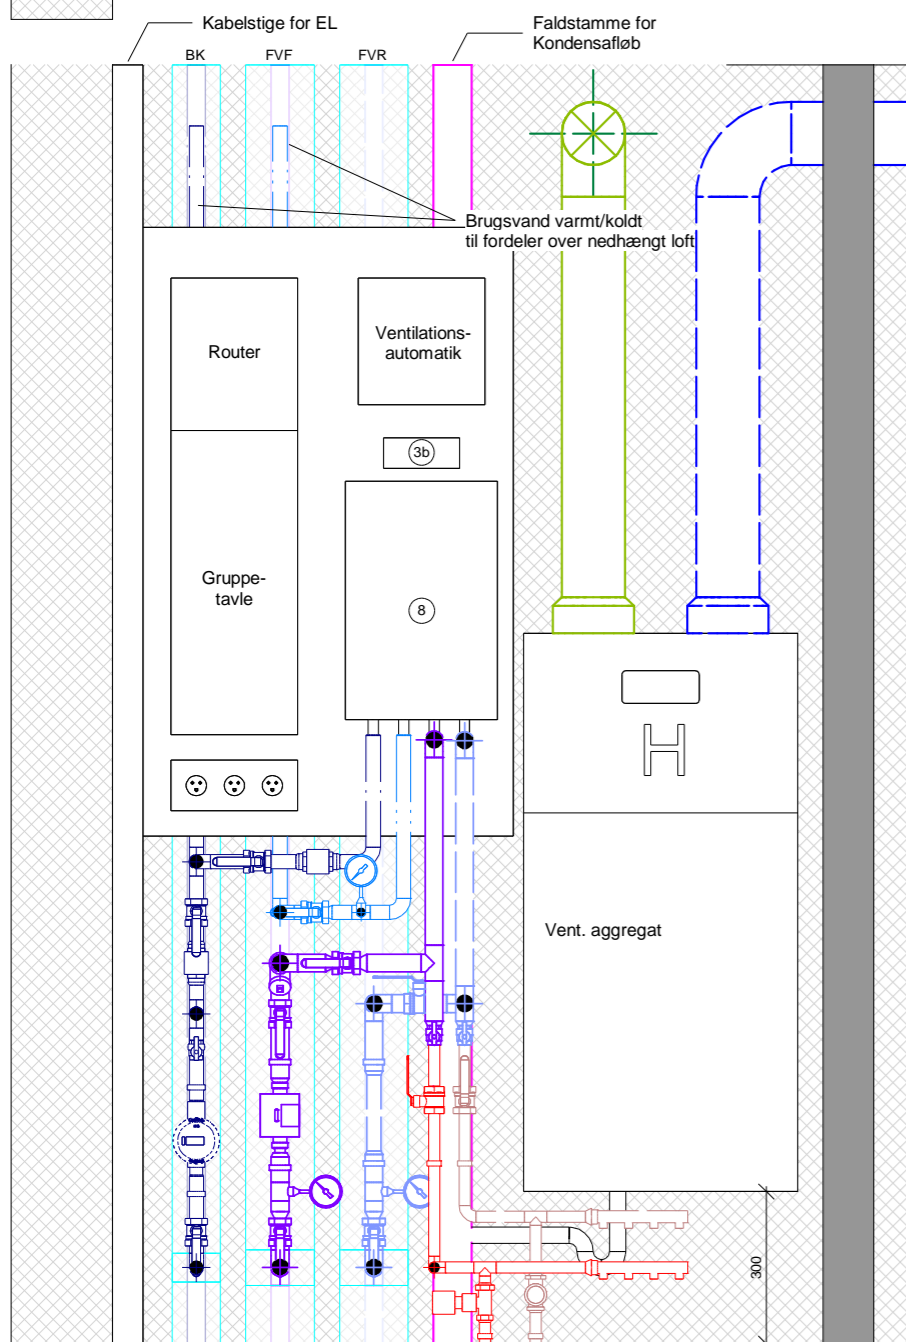 Kabelstige for EL
Faldstamme for
Kondensafløb
BK
FVF
FVR
Brugsvand varmt/koldt
til fordeler over nedhængt loft
Router
Ventilations-
automatik
3b
Gruppe-
tavle
8
H
Vent. aggregat
300